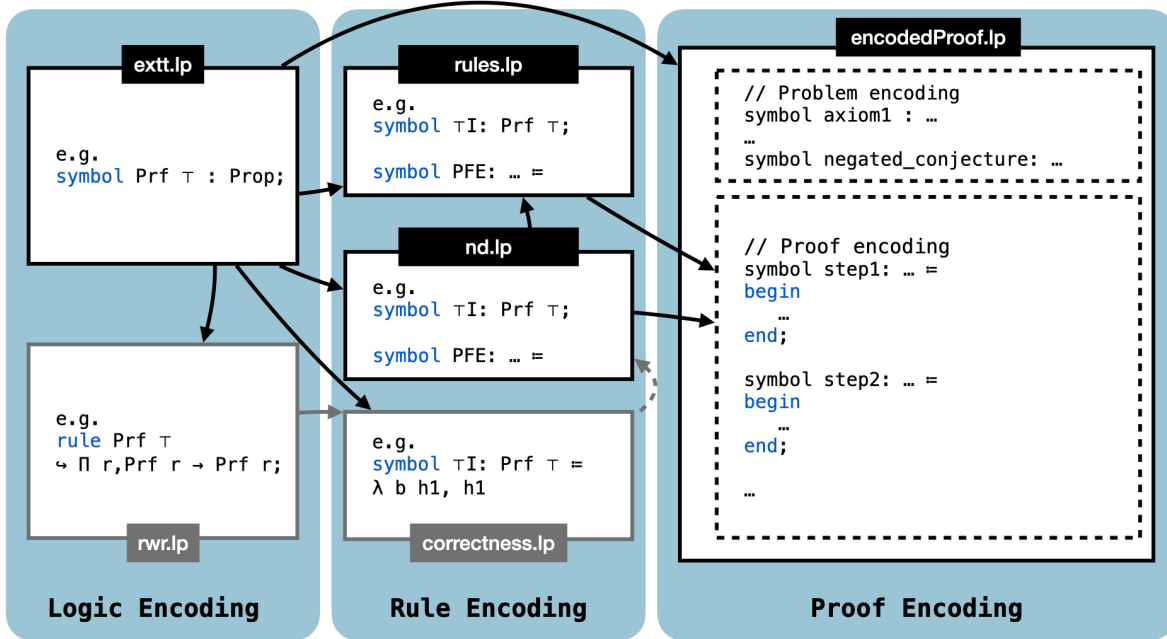 extt.lp
e.g.
symbol Prf ⊤ : Prop;
e.g.
rule Prf ⊤
↪ Π r,Prf r → Prf r;
rwr.lp
Logic Encoding
rules.lp
e.g.
symbol ⊤I: Prf ⊤;
symbol PFE: … ≔
nd.lp
e.g.
symbol ⊤I: Prf ⊤;
symbol PFE: … ≔
e.g.
symbol ⊤I: Prf ⊤ ≔
λ b h1, h1
correctness.lp
Rule Encoding
encodedProof.lp
// Problem encoding
symbol axiom1 : …
…
symbol negated_conjecture: …
// Proof encoding
symbol step1: … ≔
begin
…
end;
symbol step2: … ≔
begin
…
end;
…
Proof Encoding